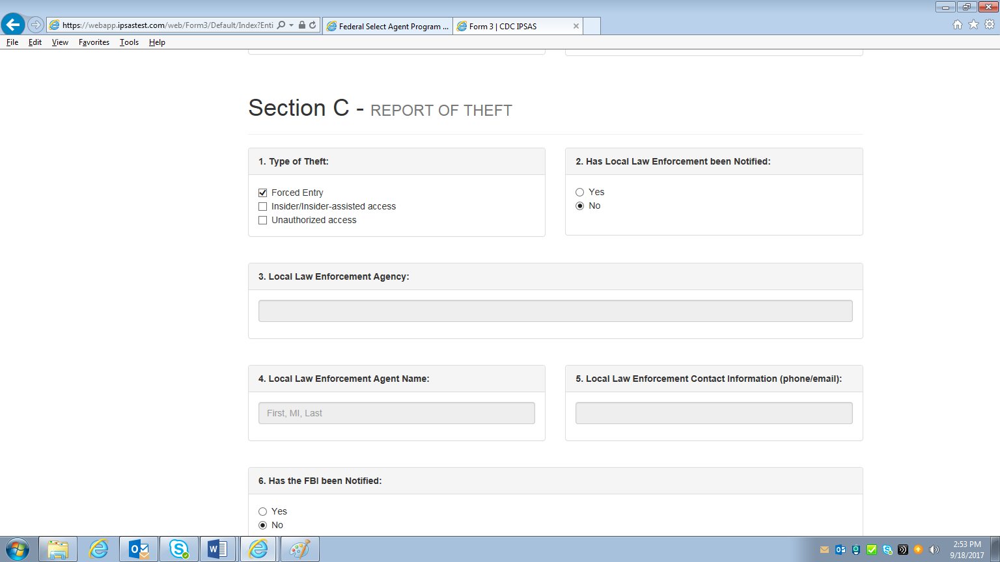 https://webapp.ipsastest.com/web/Form3/Default/Index?Enti
Federal Select Agent Program ...
Form 3 | CDC IPSAS
File Edit View Favorites Tools Help
Section C - REPORT OF THEFT
1. Type of Theft:
Forced Entry
Insider/Insider-assisted access
Unauthorized access
2. Has Local Law Enforcement been Notified:
Yes
No
3. Local Law Enforcement Agency:
4. Local Law Enforcement Agent Name:
First, MI, Last
5. Local Law Enforcement Contact Information (phone/email):
6. Has the FBI been Notified:
Yes
No
2:53 PM
9/18/2017